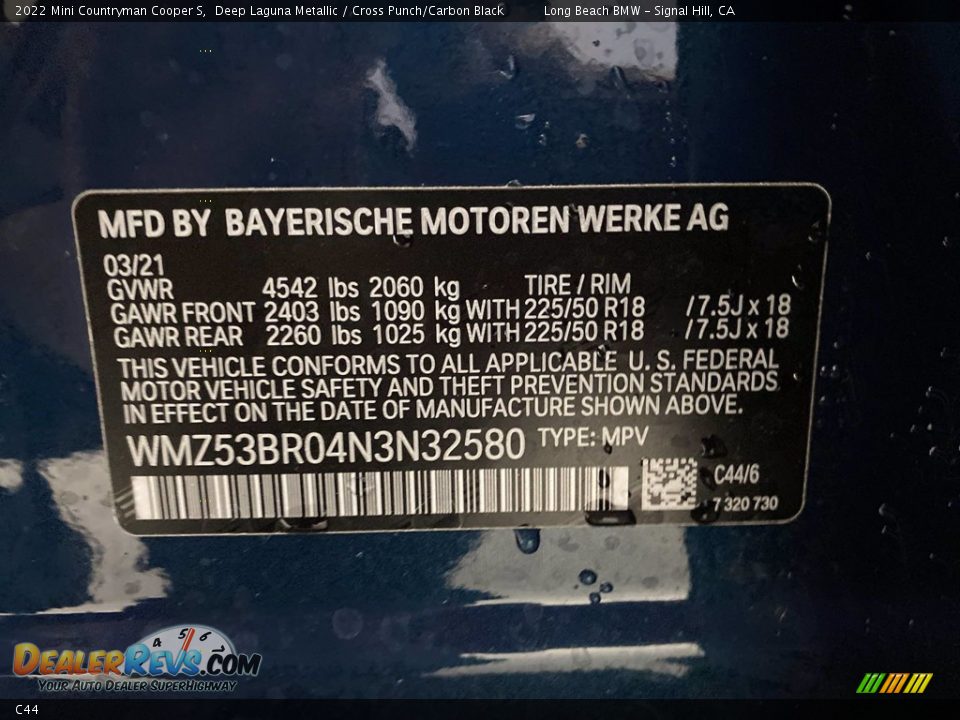 2022 Mini Countryman Cooper S, Deep Laguna Metallic / Cross Punch/Carbon Black Long Beach BMW - Signal Hill, CA
MFD BY BAYERISCHE MOTOREN WERKE AG
03/21
GVWR 4542 lbs 2060 kg TIRE / RIM
GAWR FRONT 2403 lbs 1090 kg WITH 225/50 R18 /7.5J x 18
GAWR REAR 2260 lbs 1025 kg WITH 225/50 R18 /7.5J x 18
THIS VEHICLE CONFORMS TO ALL APPLICABLE U. S. FEDERAL
MOTOR VEHICLE SAFETY AND THEFT PREVENTION STANDARDS
IN EFFECT ON THE DATE OF MANUFACTURE SHOWN ABOVE.
WMZ53BR04N3N32580 TYPE: MPV
C44/6
7 320 730
4 5 6
DEALERREVS.COM
YOUR AUTO DEALER SUPERHIGHWAY
C44